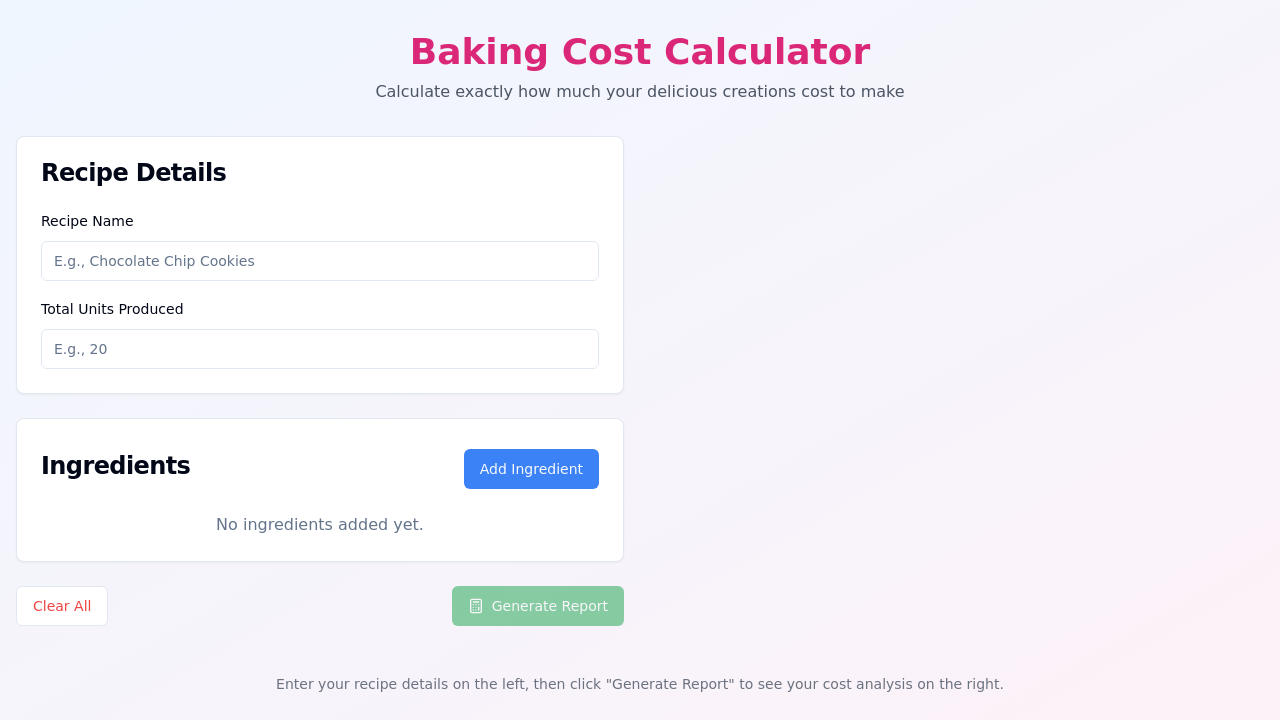 Baking Cost Calculator
Calculate exactly how much your delicious creations cost to make
Recipe Details
Recipe Name
E.g., Chocolate Chip Cookies
Total Units Produced
E.g., 20
Ingredients
Add Ingredient
No ingredients added yet.
Clear All
Generate Report
Enter your recipe details on the left, then click "Generate Report" to see your cost analysis on the right.